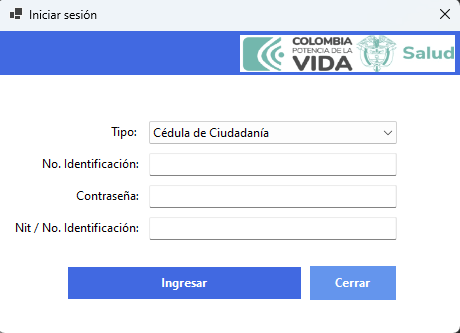 Iniciar sesión
COLOMBIA
POTENCIA DE LA
VIDA
Salud
Tipo:
Cédula de Ciudadanía
No. Identificación:
Contraseña:
Nit / No. Identificación:
Ingresar
Cerrar